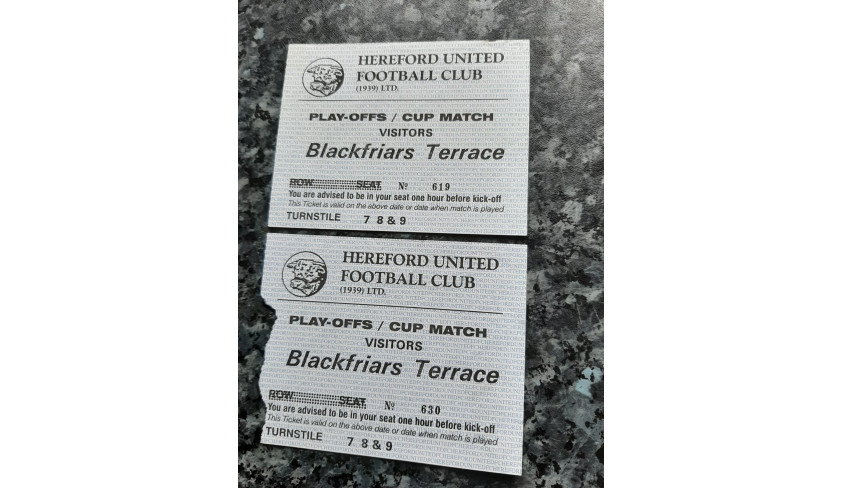 HEREFORD UNITED
FOOTBALL CLUB
(1939) LTD.
PLAY-OFFS / CUP MATCH
VISITORS
Blackfriars Terrace
ROW SEAT Nº 619
You are advised to be in your seat one hour before kick-off
This Ticket is valid on the above date or date when match is played
TURNSTILE 7 8 & 9
HEREFORD UNITED
FOOTBALL CLUB
(1939) LTD.
PLAY-OFFS / CUP MATCH
VISITORS
Blackfriars Terrace
ROW SEAT Nº 630
You are advised to be in your seat one hour before kick-off
This Ticket is valid on the above date or date when match is played
TURNSTILE 7 8 & 9